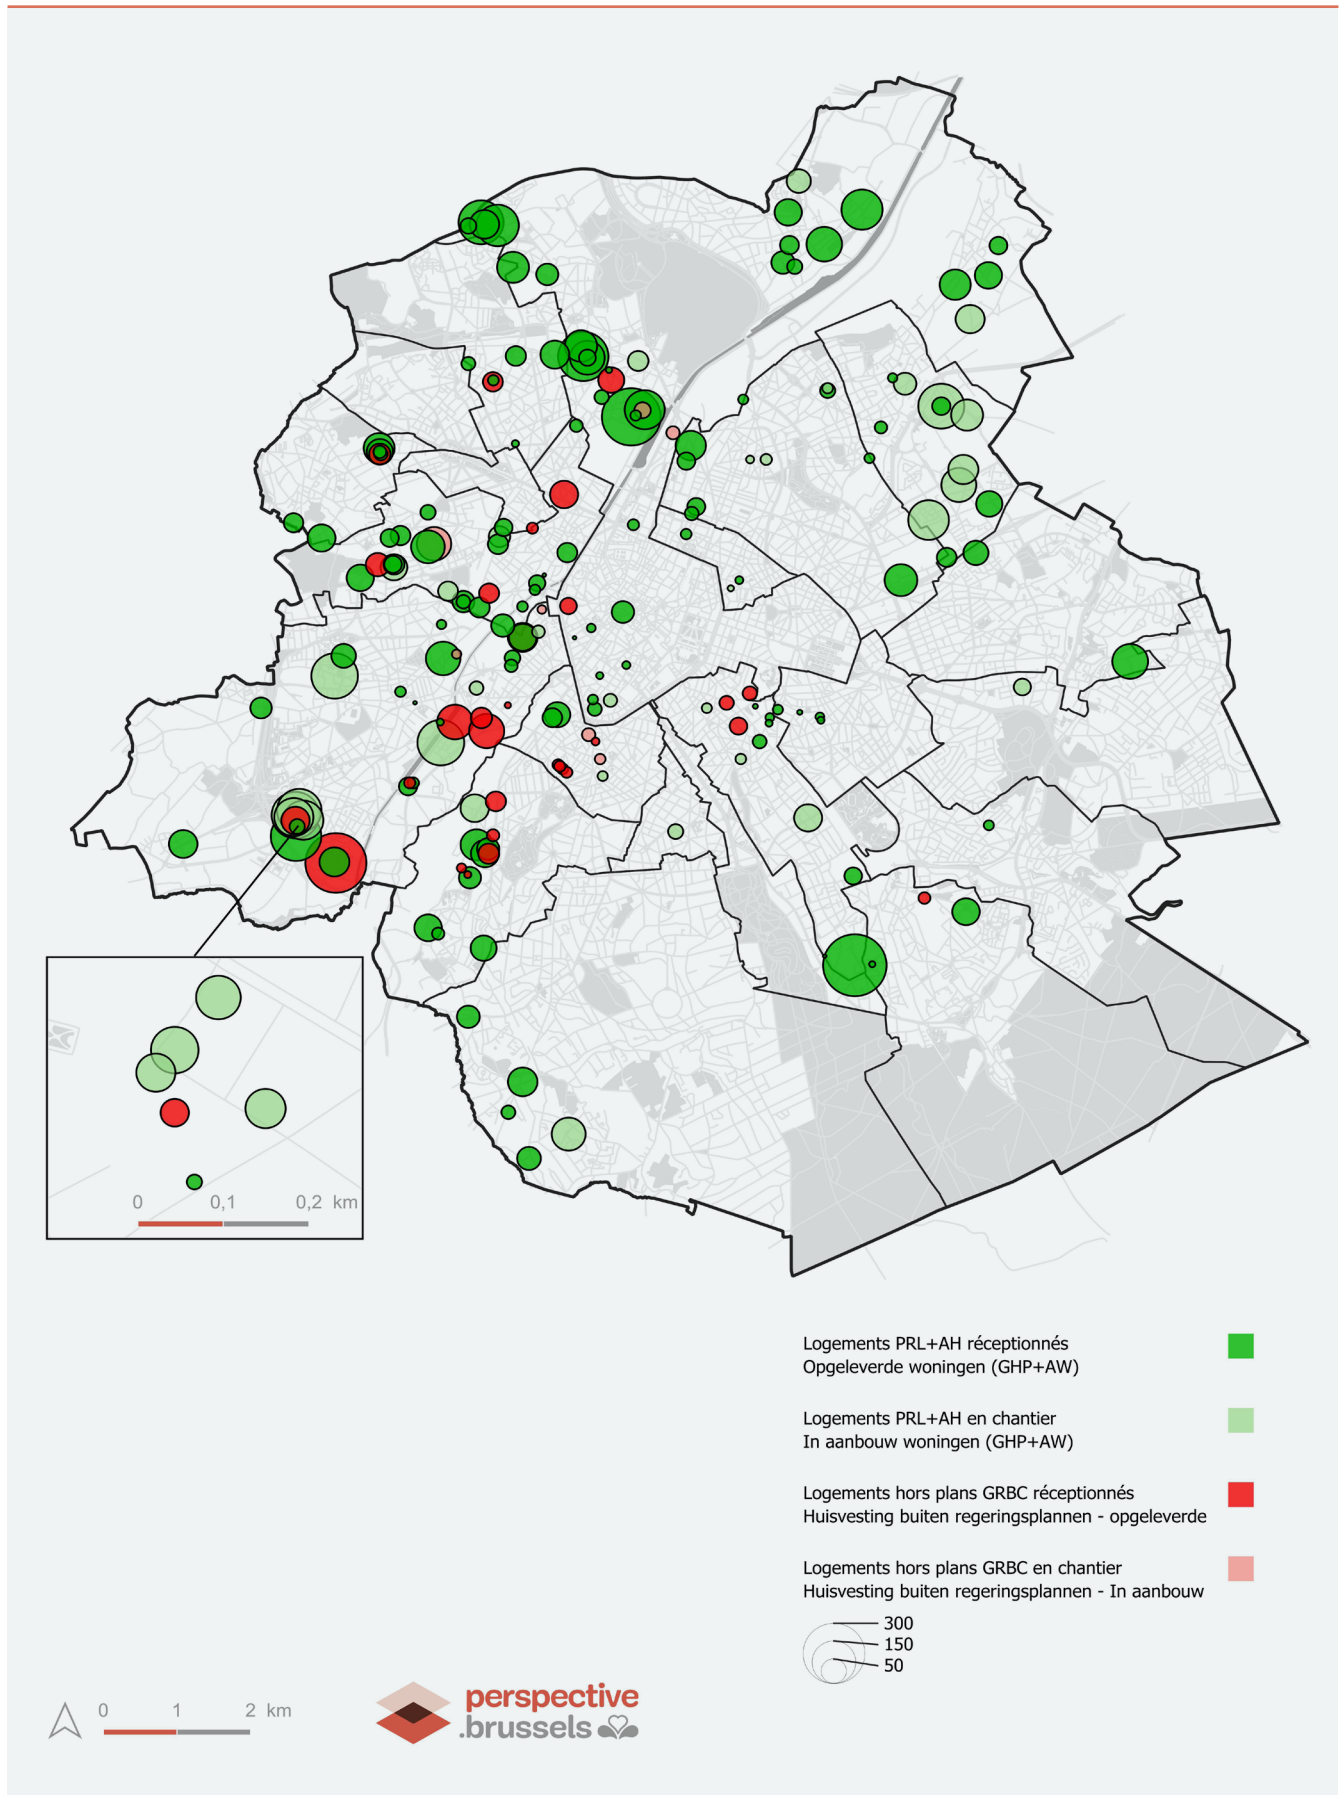 0 0,1 0,2 km
Logements PRL+AH réceptionnés
Opgeleverde woningen (GHP+AW)
Logements PRL+AH en chantier
In aanbouw woningen (GHP+AW)
Logements hors plans GRBC réceptionnés
Huisvesting buiten regeringsplannen - opgeleverde
Logements hors plans GRBC en chantier
Huisvesting buiten regeringsplannen - In aanbouw
300
150
50
0 1 2 km
perspective
.brussels